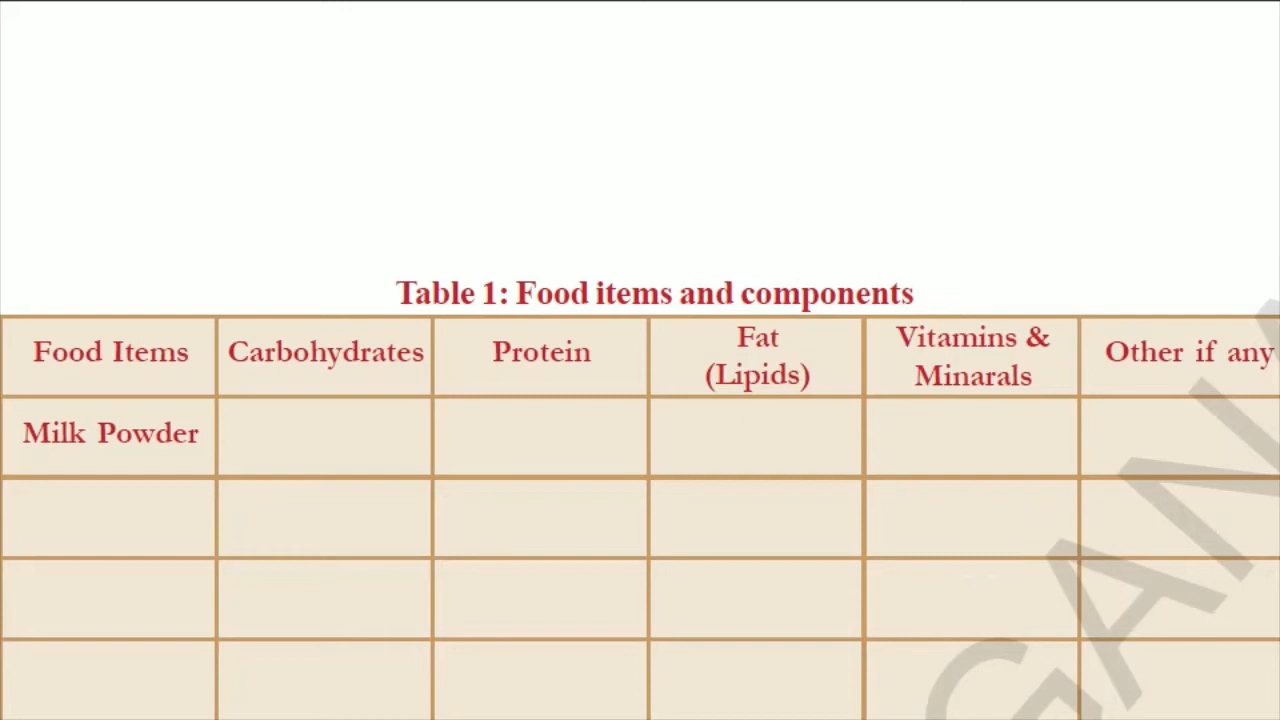 Table 1: Food items and components
Food Items Carbohydrates Protein Fat (Lipids) Vitamins & Minarals Other if any
Milk Powder
GAN